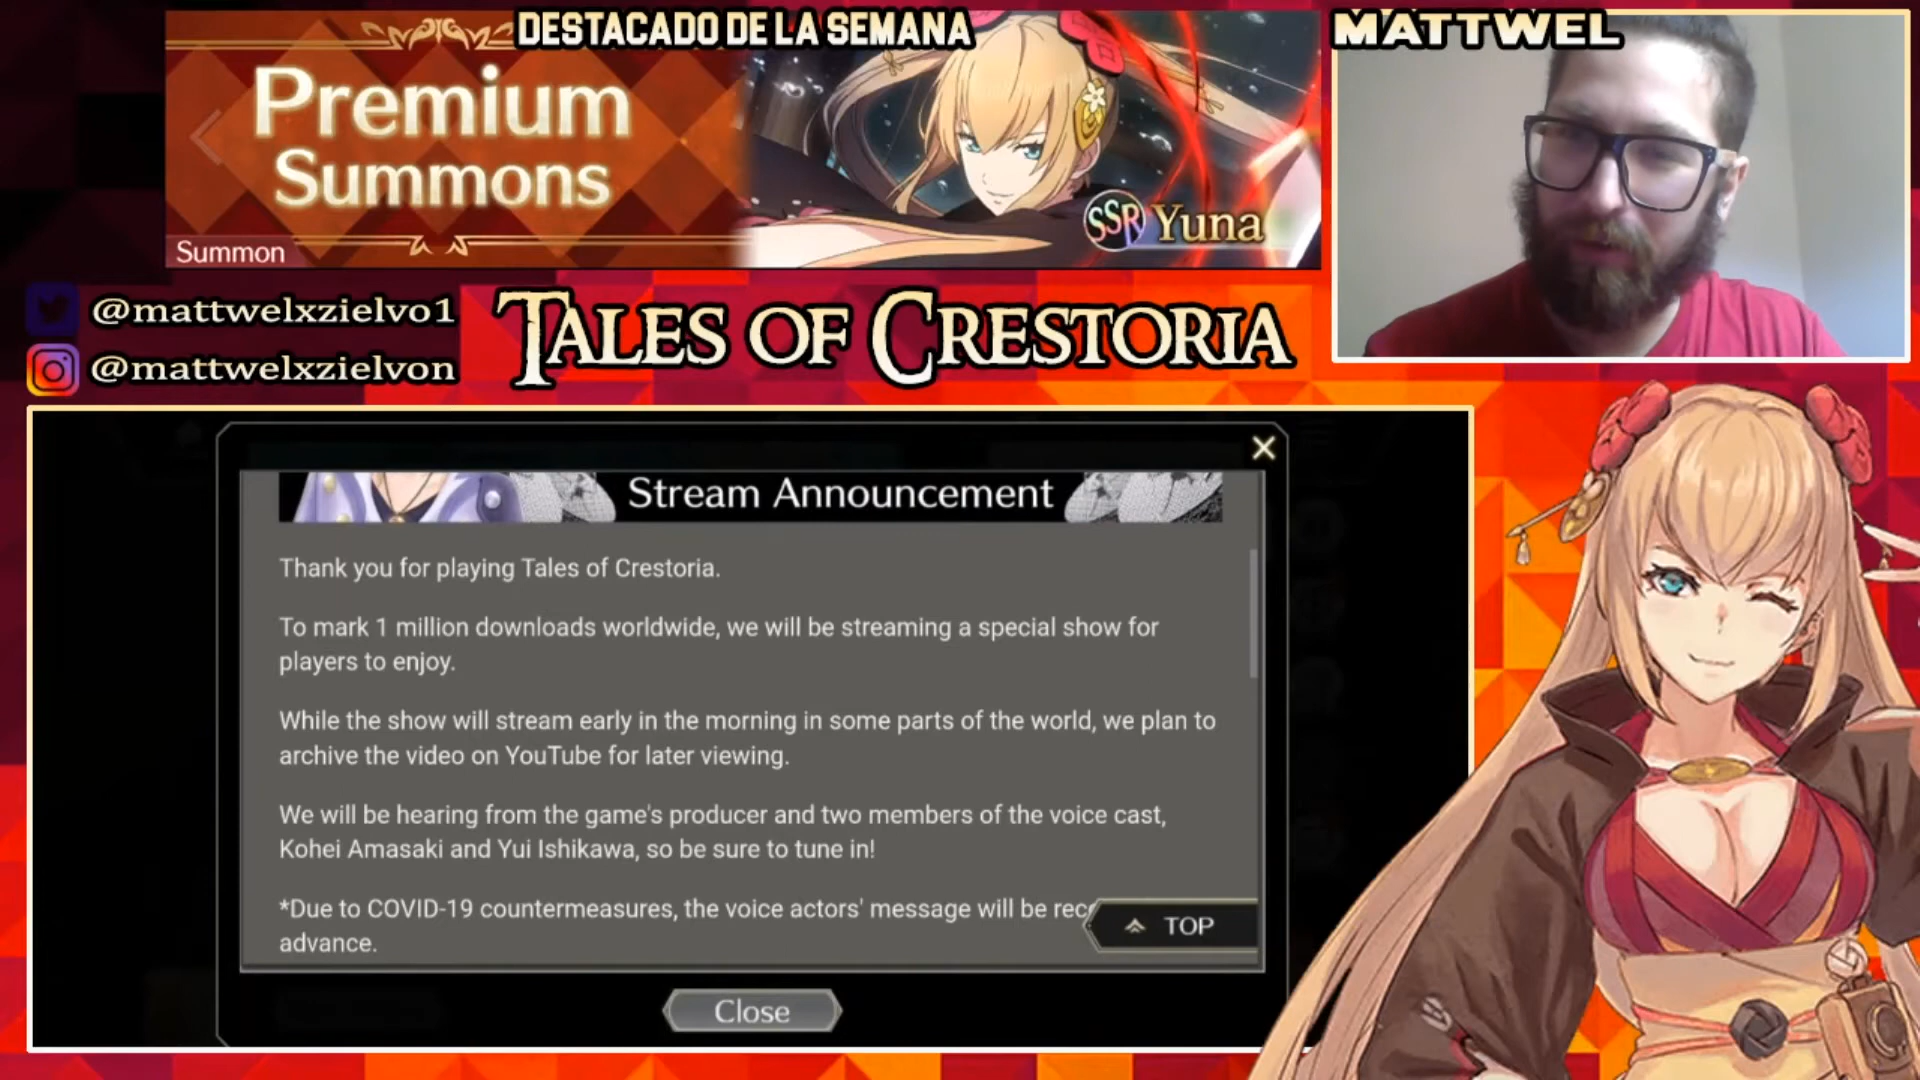 DESTACADO DE LA SEMANA
MATTWEL
Premium
Summons
SSR Yuna
Summon
@mattwelxzielvo1
@mattwelxzielvon
TALES OF CRESTORIA
Stream Announcement
Thank you for playing Tales of Crestoria.
To mark 1 million downloads worldwide, we will be streaming a special show for
players to enjoy.
While the show will stream early in the morning in some parts of the world, we plan to
archive the video on YouTube for later viewing.
We will be hearing from the game's producer and two members of the voice cast,
Kohei Amasaki and Yui Ishikawa, so be sure to tune in!
*Due to COVID-19 countermeasures, the voice actors' message will be
advance.
TOP
Close